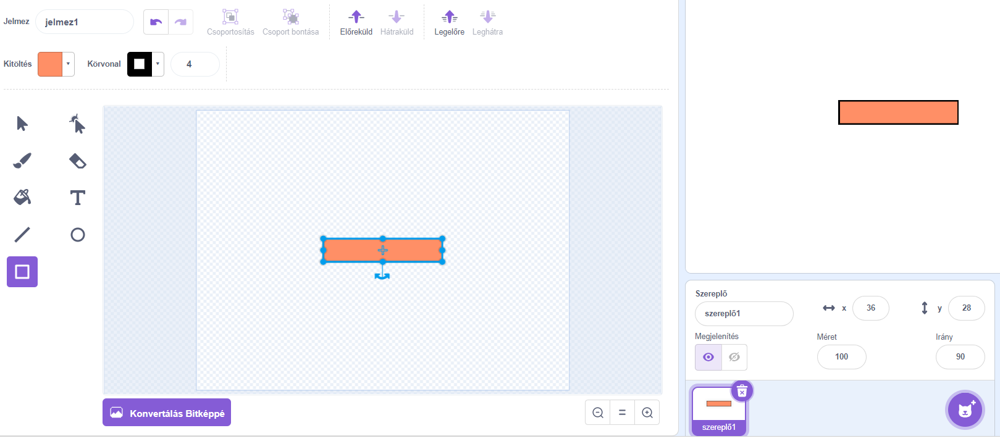 Jelmez jelmez1
Csoportosítás Csoport bontása Előreküld Hátraküld Legelőre Leghátra
Kitöltés Körvonal 4
Konvertálás Bitképpé
Szereplő
szereplő1 x 36 y 28
Megjelenítés Méret Irány
100 90
szereplő1